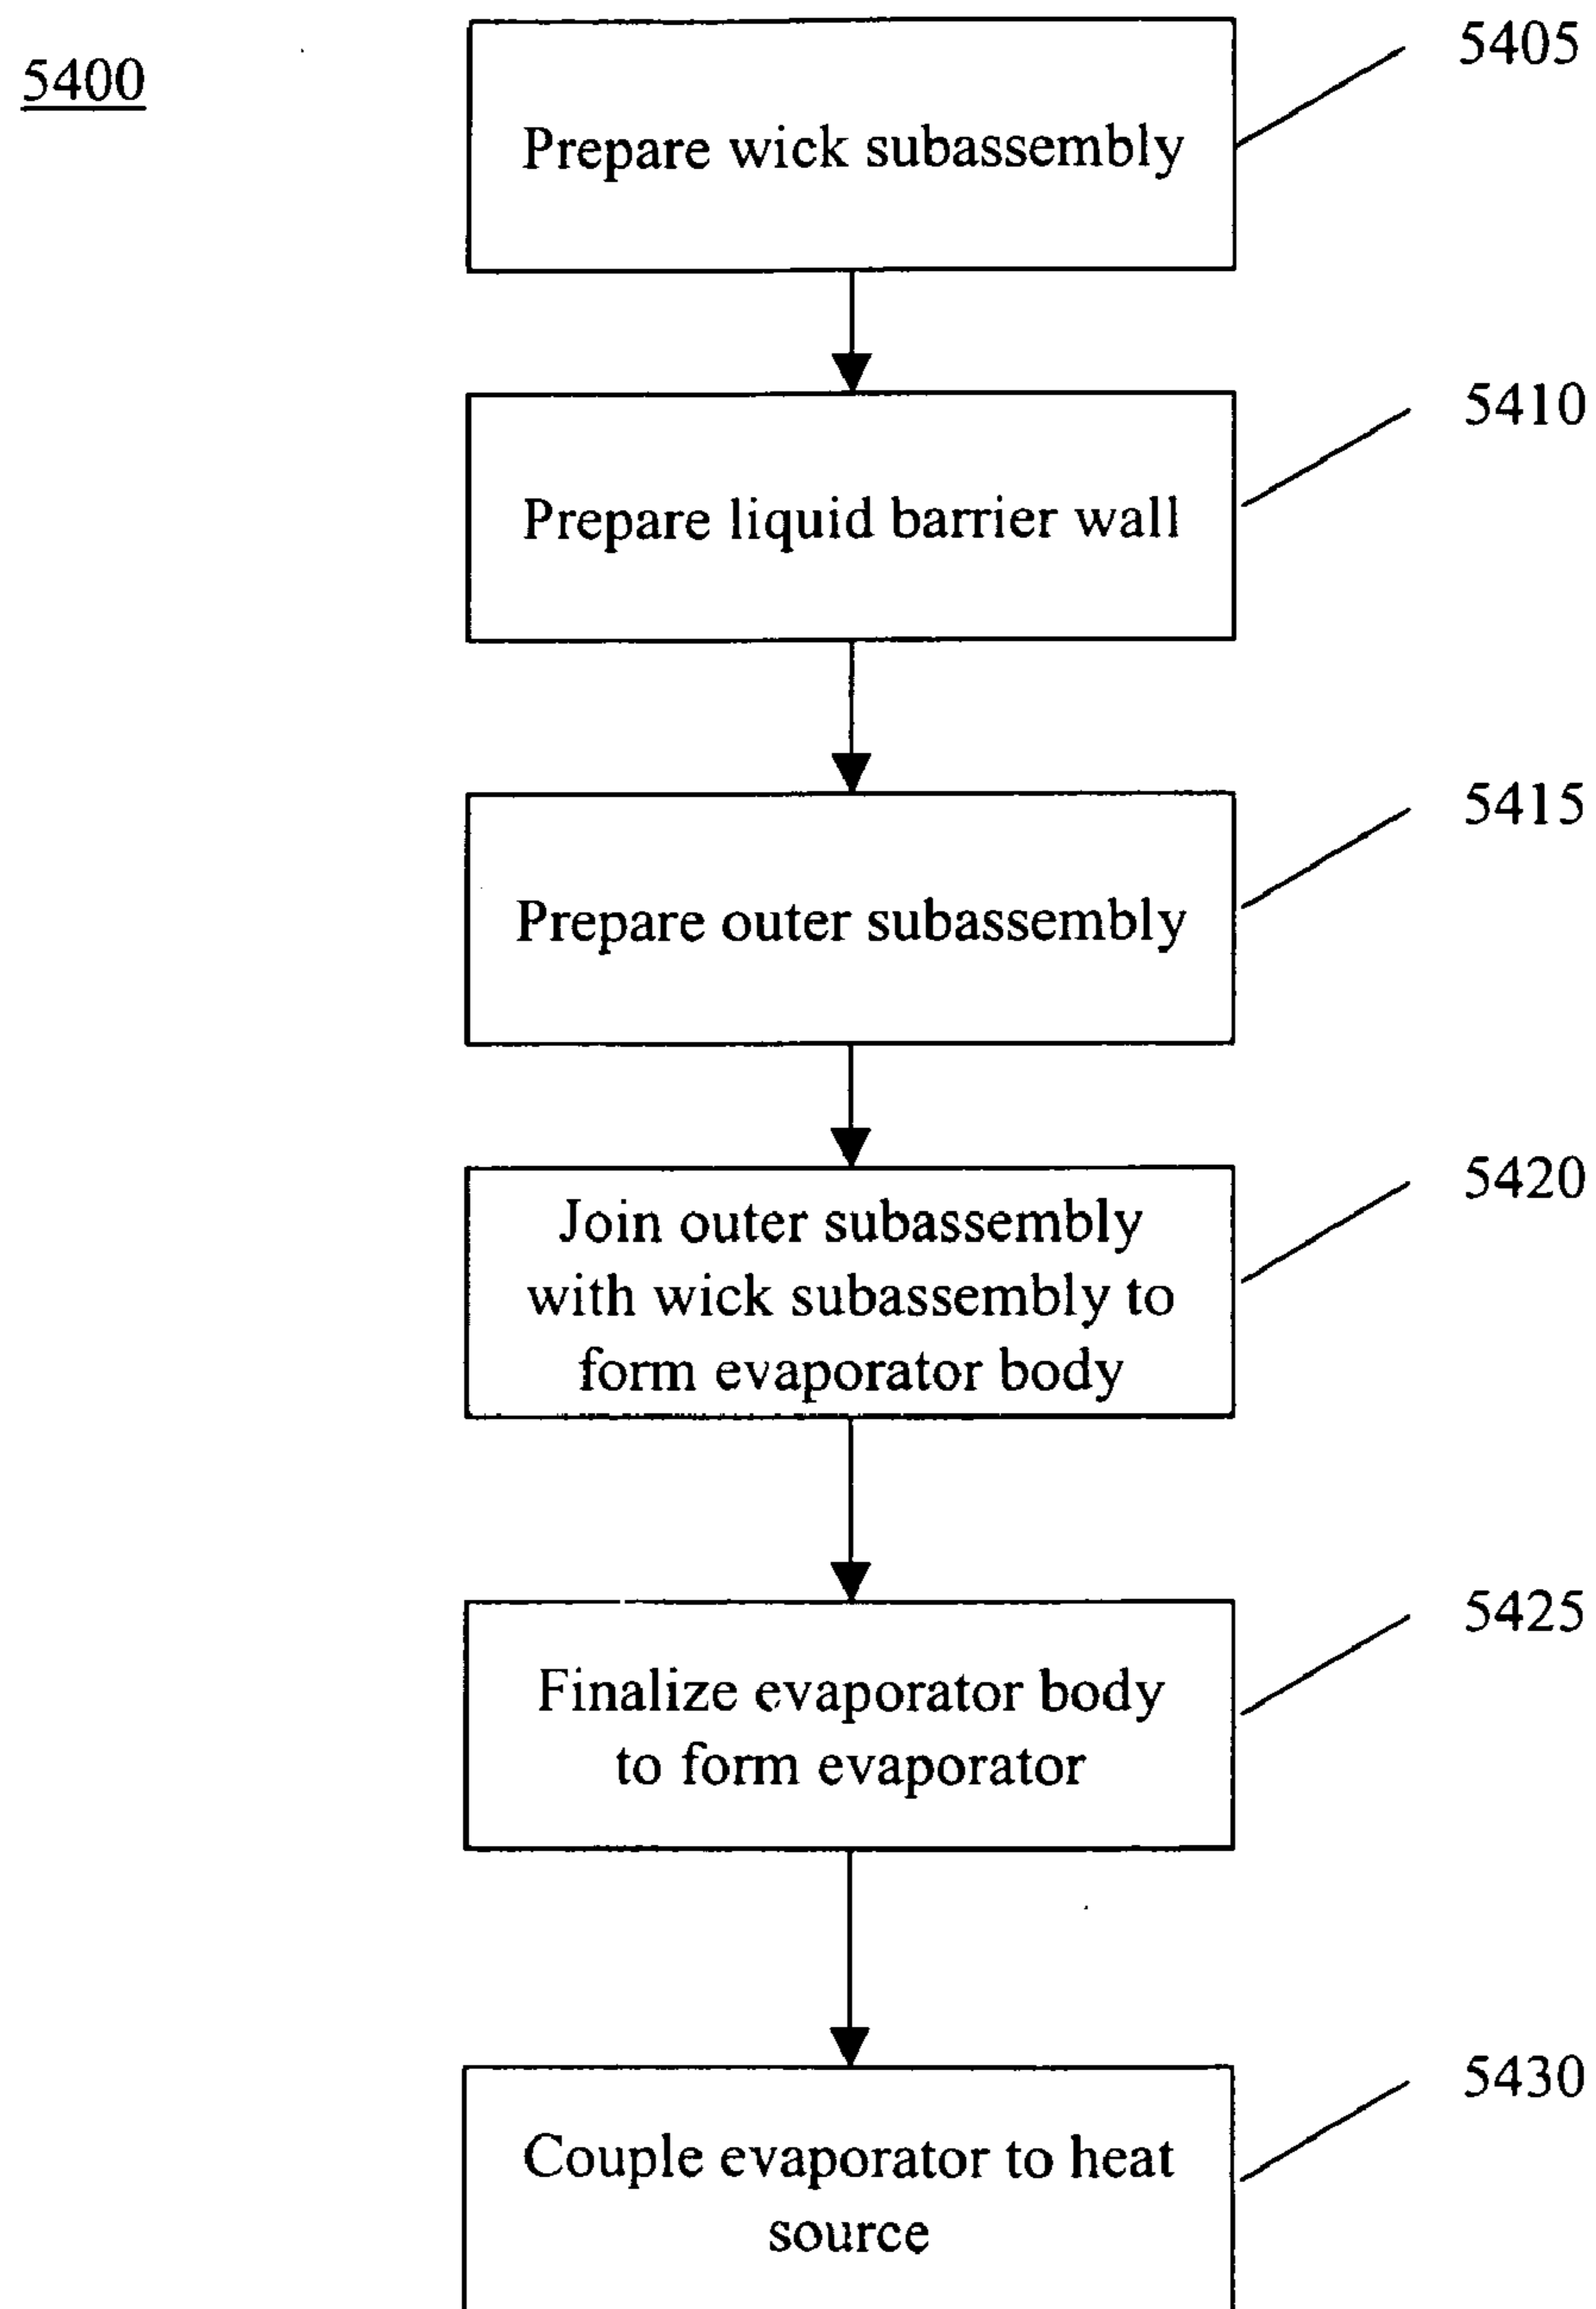 5400
5405
Prepare wick subassembly
5410
Prepare liquid barrier wall
5415
Prepare outer subassembly
5420
Join outer subassembly
with wick subassembly to
form evaporator body
5425
Finalize evaporator body
to form evaporator
5430
Couple evaporator to heat
source